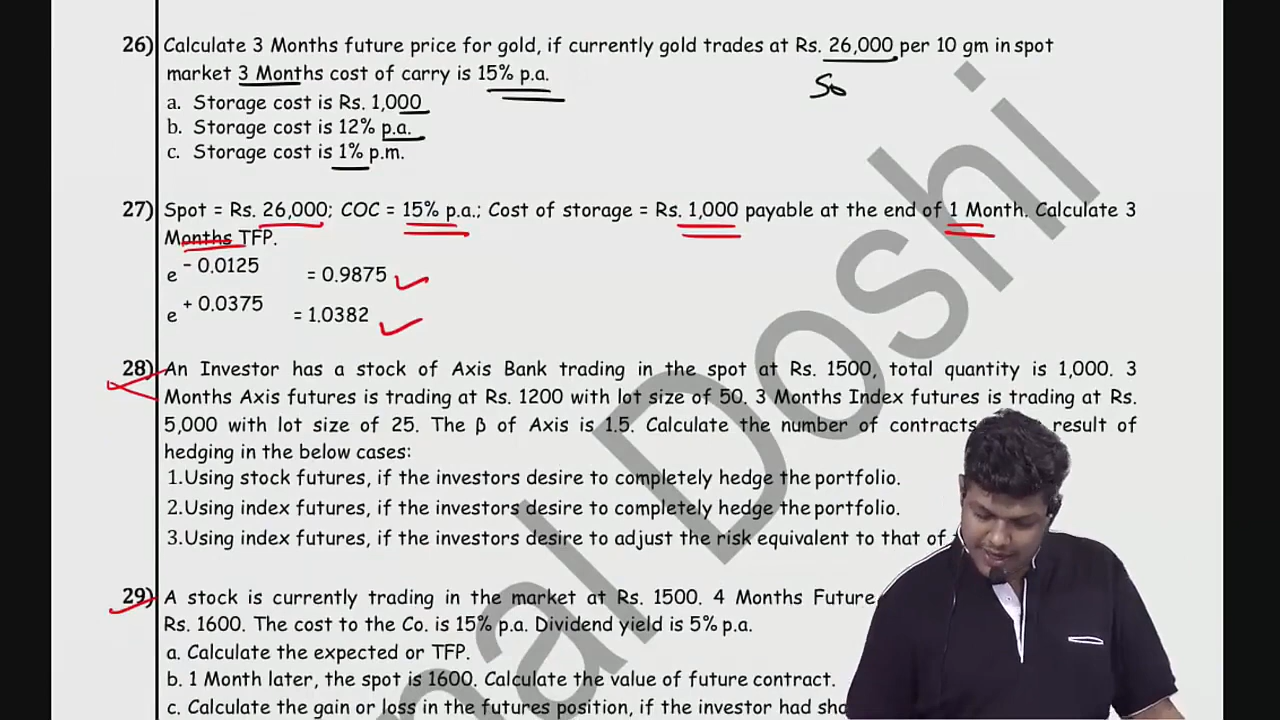 26) Calculate 3 Months future price for gold, if currently gold trades at Rs. 26,000 per 10 gm in spot
market 3 Months cost of carry is 15% p.a.
So
a. Storage cost is Rs. 1,000
b. Storage cost is 12% p.a.
c. Storage cost is 1% p.m.
27) Spot = Rs. 26,000; COC = 15% p.a.; Cost of storage = Rs. 1,000 payable at the end of 1 Month. Calculate 3
Months TFP.
e − 0.0125 = 0.9875
e + 0.0375 = 1.0382
28) An Investor has a stock of Axis Bank trading in the spot at Rs. 1500, total quantity is 1,000. 3
Months Axis futures is trading at Rs. 1200 with lot size of 50. 3 Months Index futures is trading at Rs.
5,000 with lot size of 25. The β of Axis is 1.5. Calculate the number of contracts result of
hedging in the below cases:
1.Using stock futures, if the investors desire to completely hedge the portfolio.
2.Using index futures, if the investors desire to completely hedge the portfolio.
3.Using index futures, if the investors desire to adjust the risk equivalent to that of
29) A stock is currently trading in the market at Rs. 1500. 4 Months Future
Rs. 1600. The cost to the Co. is 15% p.a. Dividend yield is 5% p.a.
a. Calculate the expected or TFP.
b. 1 Month later, the spot is 1600. Calculate the value of future contract.
c. Calculate the gain or loss in the futures position, if the investor had
nal Doshi